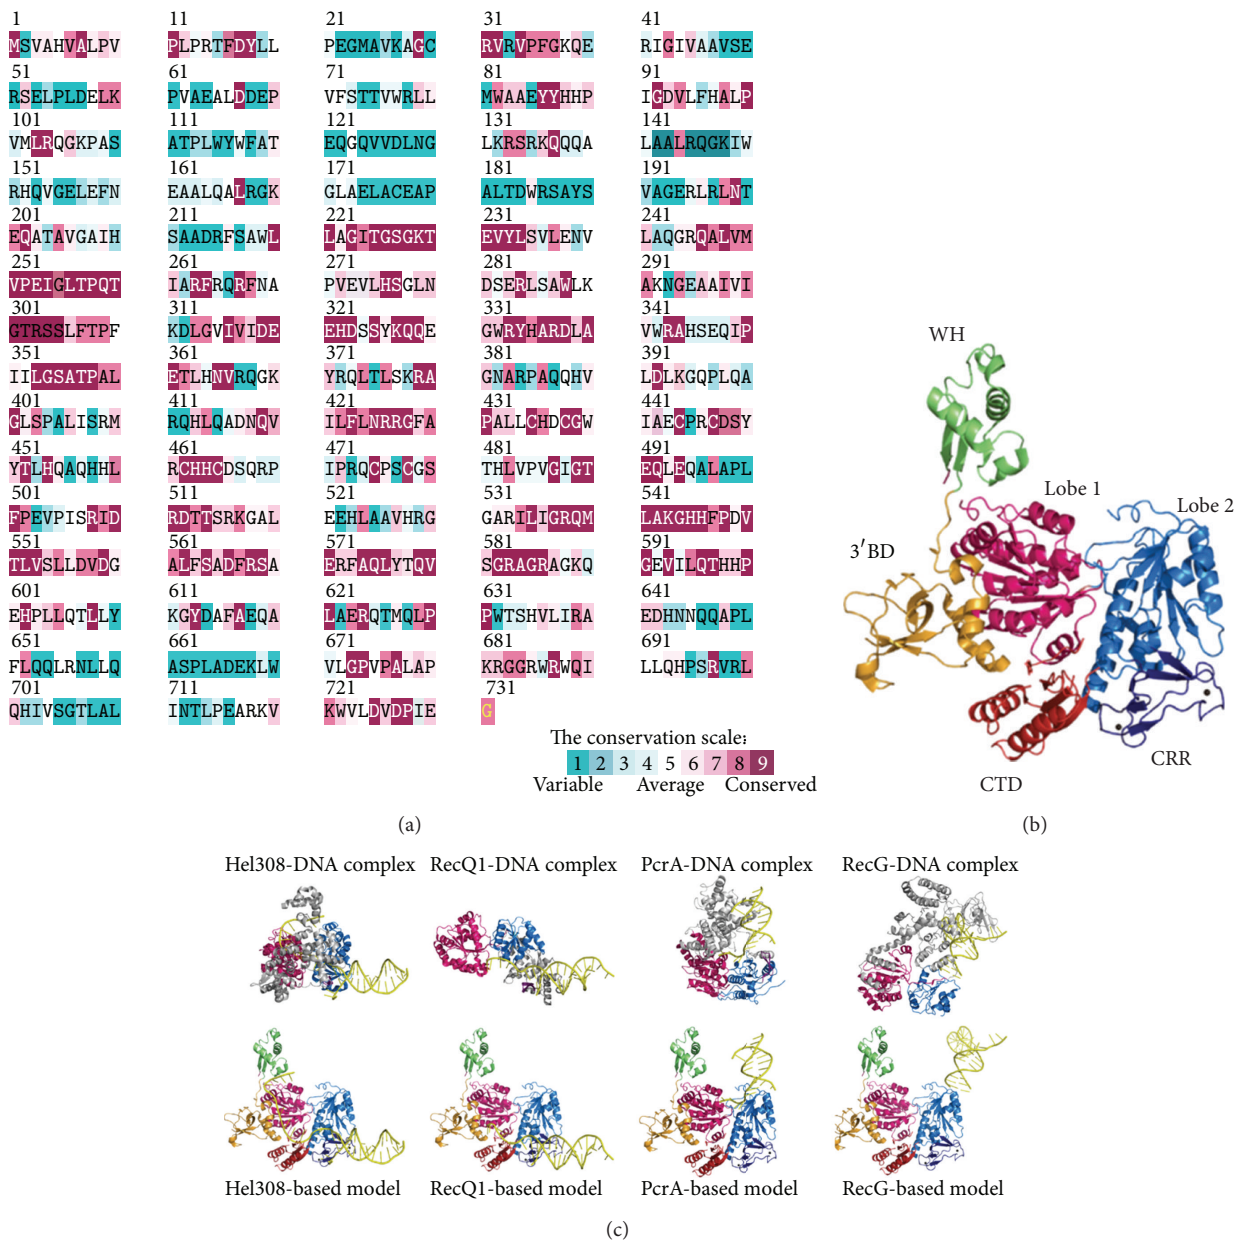 1 11 21 31 41
MSVAHVALPV PLPRTFDYLL PEGMAVKAGC RVRVPFGKQE RIGIVAAVSE
51 61 71 81 91
RSELPLDELK PVAEALDDEP VFSTTVWRLL MWAAEYYHHP IGDVLFHALP
101 111 121 131 141
VMLRQGKPAS ATPLWYWFAT EQGQVVDLNG LKRSRKQQQA LAALRQGKIW
151 161 171 181 191
RHQVGELEFN EAALQALRGK GLAELACEAP ALTDWRSAYS VAGERLRLNT
201 211 221 231 241
EQATAVGAIH SAADRFSAWL LAGITGSGKT EVYLSVLENV LAQGRQALVM
251 261 271 281 291
VPEIGLTPQT IARFRQRFNA PVEVLHSGLN DSERLSAWLK AKNGEAAIVI
301 311 321 331 341
GTRSSLFTPF KDLGVIVIDE EHDSSYKQQE GWRYHARDLA VWRAHSEQIP
351 361 371 381 391
IILGSATPAL ETLHNVRQGK YRQLTLSKRA GNARPAQQHV LDLKGQPLQA
401 411 421 431 441
GLSPALISRM RQHLQADNQV ILFLNRRGFA PALLCHDCGW IAECPRCDSY
451 461 471 481 491
YTLHQAQHHL RCHHCDSQRP IPRQCPSCGS THLVPVGIGT EQLEQALAPL
501 511 521 531 541
FPEVPISRID RDTTSRKGAL EEHLAAVHRG GARILIGRQM LAKGHHFPDV
551 561 571 581 591
TLVSLLDVDG ALFSADFRSA ERFAQLYTQV SGRAGRAGKQ GEVILQTHHP
601 611 621 631 641
EHPLLQTLLY KGYDAFAEQA LAERQTMQLP PWTSHVLIRA EDHNNQQAPL
651 661 671 681 691
FLQQLRNLLQ ASPLADEKLW VLGPVPALAP KRGGRWRWQI LLQHPSRVRL
701 711 721 731
QHIVSGTLAL INTLPEARKV KWVLDVDPIE G
The conservation scale:
1 2 3 4 5 6 7 8 9
Variable Average Conserved
(a)
WH
Lobe 1
Lobe 2
3′BD
CRR
CTD
(b)
Hel308-DNA complex RecQ1-DNA complex PcrA-DNA complex RecG-DNA complex
Hel308-based model RecQ1-based model PcrA-based model RecG-based model
(c)